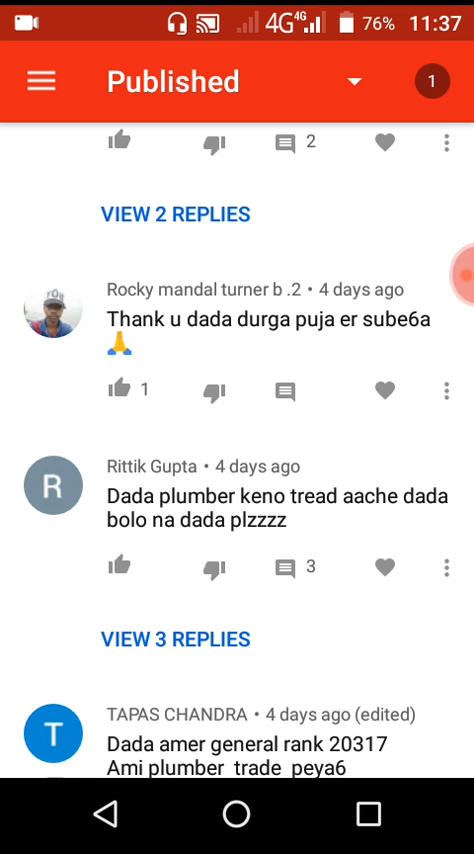 4G 4G 76% 11:37
Published 1
2
VIEW 2 REPLIES
Rocky mandal turner b .2 • 4 days ago
Thank u dada durga puja er sube6a
🙏
1
Rittik Gupta • 4 days ago
R
Dada plumber keno tread aache dada
bolo na dada plzzzz
3
VIEW 3 REPLIES
TAPAS CHANDRA • 4 days ago (edited)
T
Dada amer general rank 20317
Ami plumber trade peya6